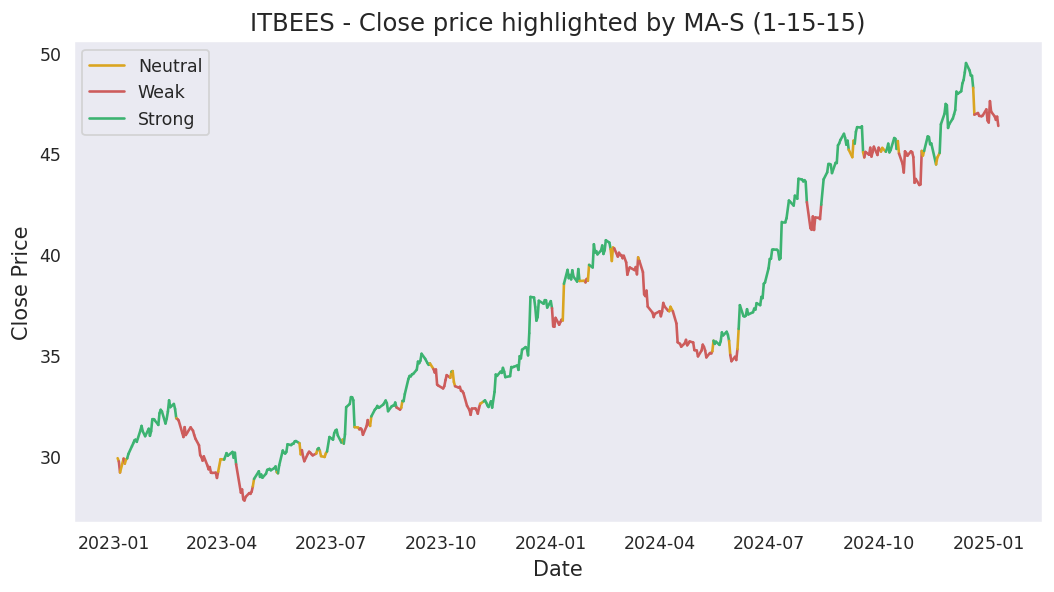 ITBEES - Close price highlighted by MA-S (1-15-15)
Neutral
Weak
Strong
50
45
40
35
30
Close Price
2023-01 2023-04 2023-07 2023-10 2024-01 2024-04 2024-07 2024-10 2025-01
Date